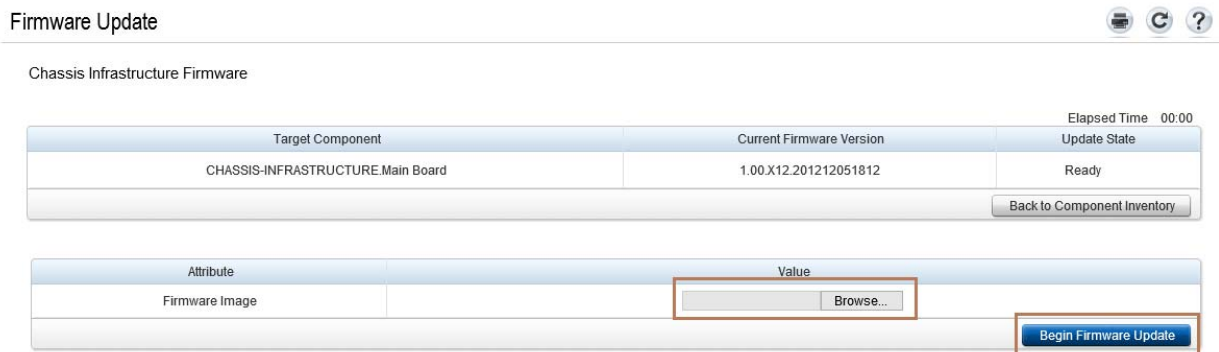 Firmware Update
?
Chassis Infrastructure Firmware
Elapsed Time 00:00
Target Component Current Firmware Version Update State
CHASSIS-INFRASTRUCTURE.Main Board 1.00.X12.201212051812 Ready
Back to Component Inventory
Attribute Value
Firmware Image Browse...
Begin Firmware Update